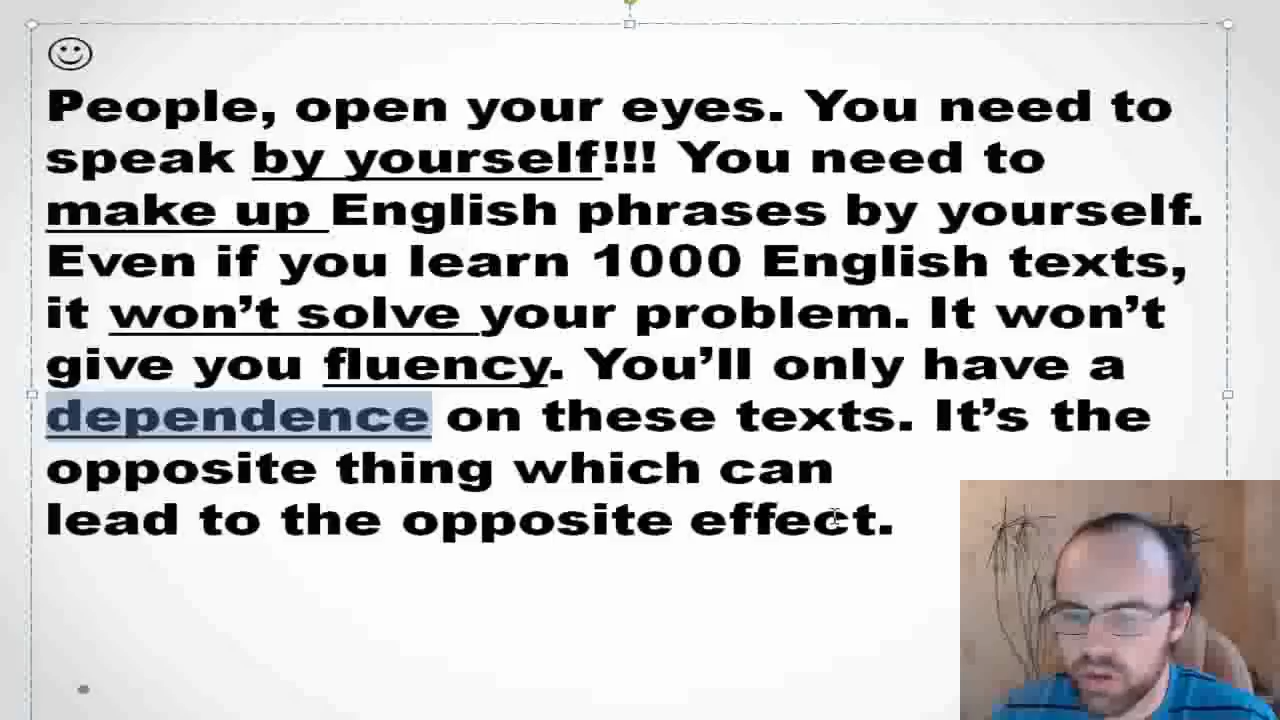 People, open your eyes. You need to
speak by yourself!!! You need to
make up English phrases by yourself.
Even if you learn 1000 English texts,
it won’t solve your problem. It won’t
give you fluency. You’ll only have a
dependence on these texts. It’s the
opposite thing which can
lead to the opposite effect.